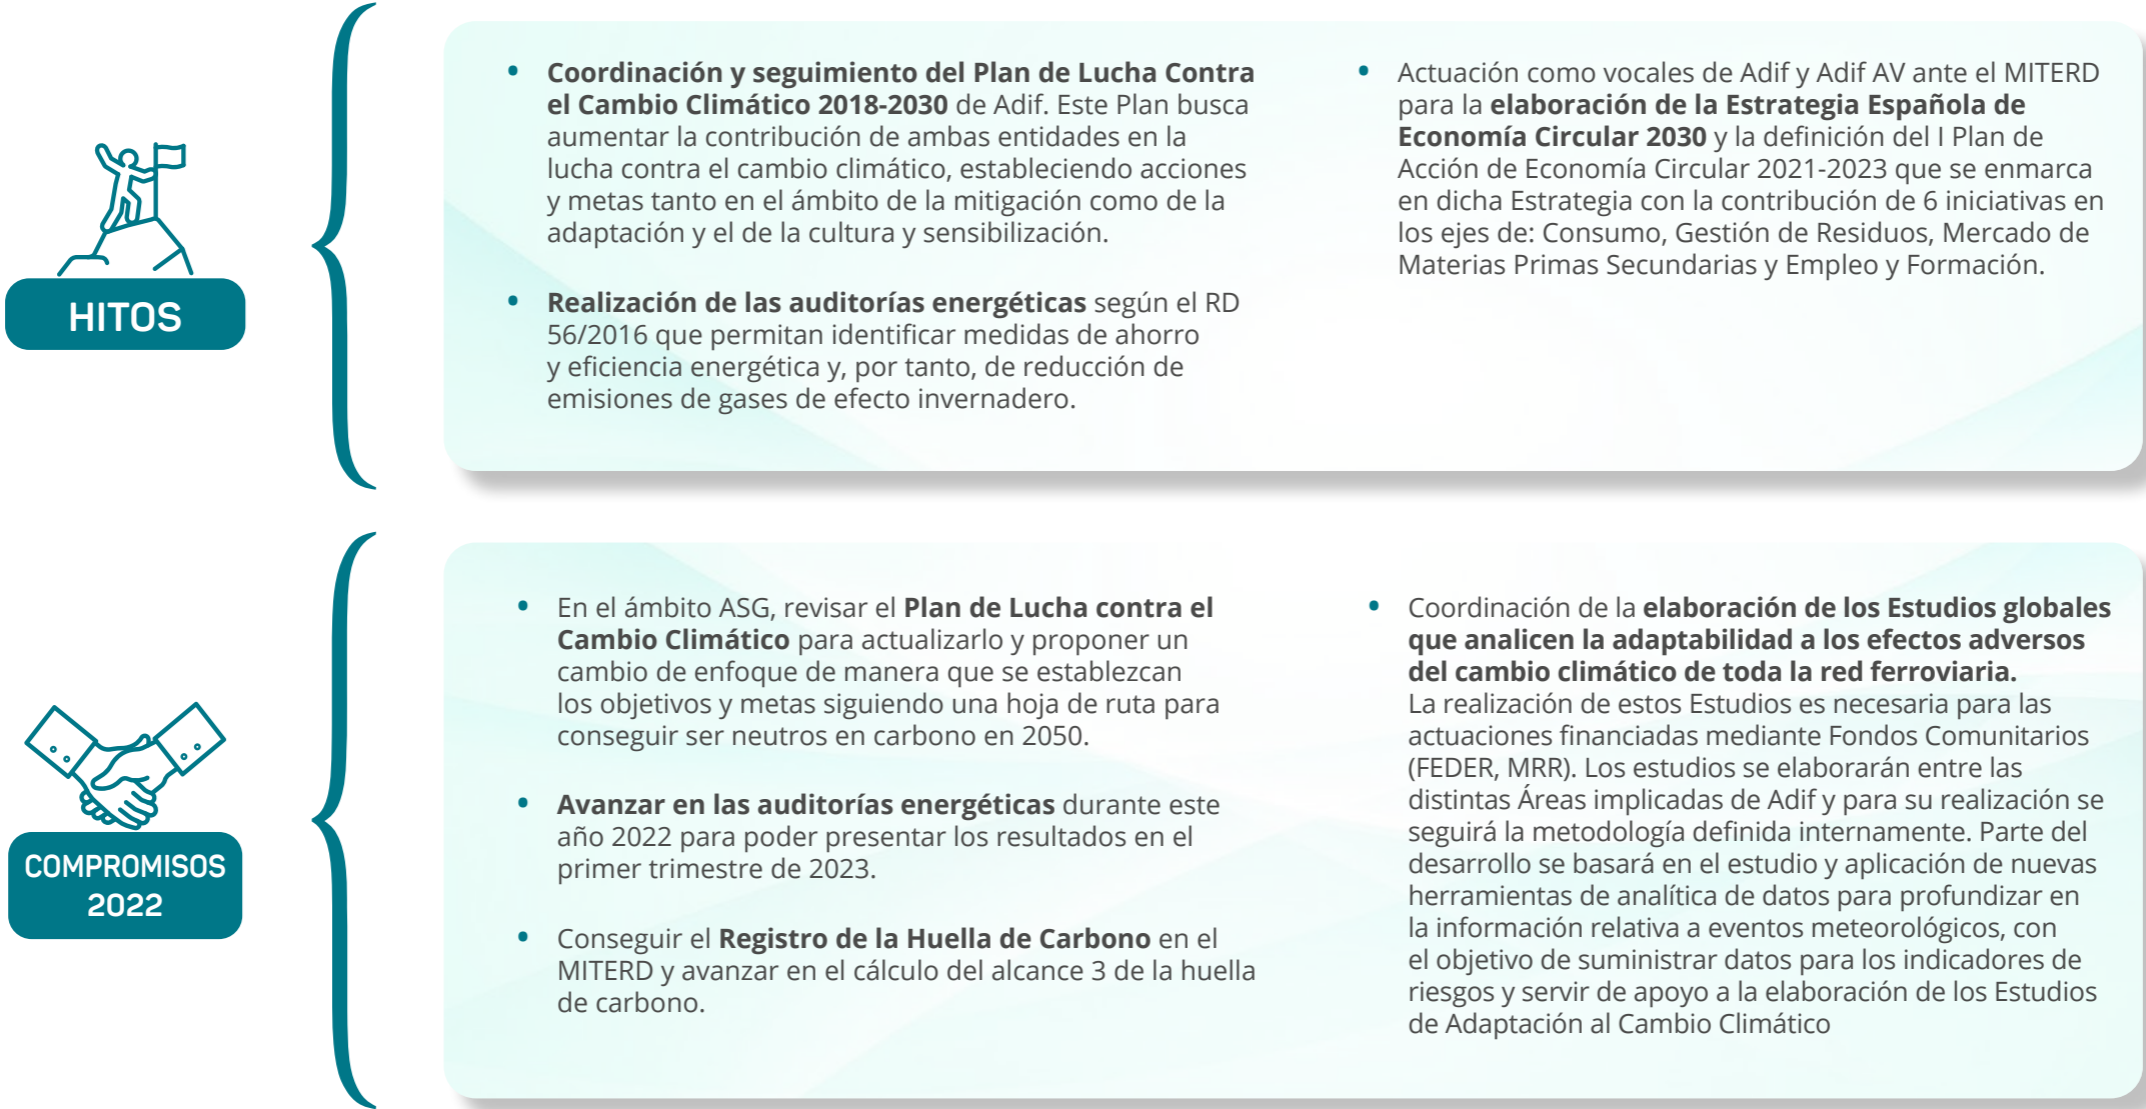 HITOS
• Coordinación y seguimiento del Plan de Lucha Contra
el Cambio Climático 2018-2030 de Adif. Este Plan busca
aumentar la contribución de ambas entidades en la
lucha contra el cambio climático, estableciendo acciones
y metas tanto en el ámbito de la mitigación como de la
adaptación y el de la cultura y sensibilización.
• Realización de las auditorías energéticas según el RD
56/2016 que permitan identificar medidas de ahorro
y eficiencia energética y, por tanto, de reducción de
emisiones de gases de efecto invernadero.
• Actuación como vocales de Adif y Adif AV ante el MITERD
para la elaboración de la Estrategia Española de
Economía Circular 2030 y la definición del I Plan de
Acción de Economía Circular 2021-2023 que se enmarca
en dicha Estrategia con la contribución de 6 iniciativas en
los ejes de: Consumo, Gestión de Residuos, Mercado de
Materias Primas Secundarias y Empleo y Formación.
COMPROMISOS
2022
• En el ámbito ASG, revisar el Plan de Lucha contra el
Cambio Climático para actualizarlo y proponer un
cambio de enfoque de manera que se establezcan
los objetivos y metas siguiendo una hoja de ruta para
conseguir ser neutros en carbono en 2050.
• Avanzar en las auditorías energéticas durante este
año 2022 para poder presentar los resultados en el
primer trimestre de 2023.
• Conseguir el Registro de la Huella de Carbono en el
MITERD y avanzar en el cálculo del alcance 3 de la huella
de carbono.
• Coordinación de la elaboración de los Estudios globales
que analicen la adaptabilidad a los efectos adversos
del cambio climático de toda la red ferroviaria.
La realización de estos Estudios es necesaria para las
actuaciones financiadas mediante Fondos Comunitarios
(FEDER, MRR). Los estudios se elaborarán entre las
distintas Áreas implicadas de Adif y para su realización se
seguirá la metodología definida internamente. Parte del
desarrollo se basará en el estudio y aplicación de nuevas
herramientas de analítica de datos para profundizar en
la información relativa a eventos meteorológicos, con
el objetivo de suministrar datos para los indicadores de
riesgos y servir de apoyo a la elaboración de los Estudios
de Adaptación al Cambio Climático